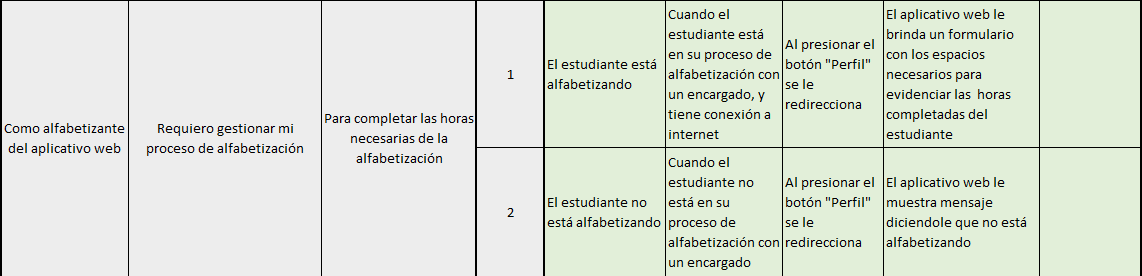 Como alfabetizante
del aplicativo web
Requiero gestionar mi
proceso de alfabetización
Para completar las horas
necesarias de la
alfabetización
1
El estudiante está
alfabetizando
Cuando el
estudiante está
en su proceso de
alfabetización con
un encargado, y
tiene conexión a
internet
Al presionar el
botón "Perfil"
se le
redirecciona
El aplicativo web le
brinda un formulario
con los espacios
necesarios para
evidenciar las  horas
completadas del
estudiante
2
El estudiante no
está alfabetizando
Cuando el
estudiante no
está en su
proceso de
alfabetización con
un encargado
Al presionar el
botón "Perfil"
se le
redirecciona
El aplicativo web le
muestra mensaje
diciendole que no está
alfabetizando